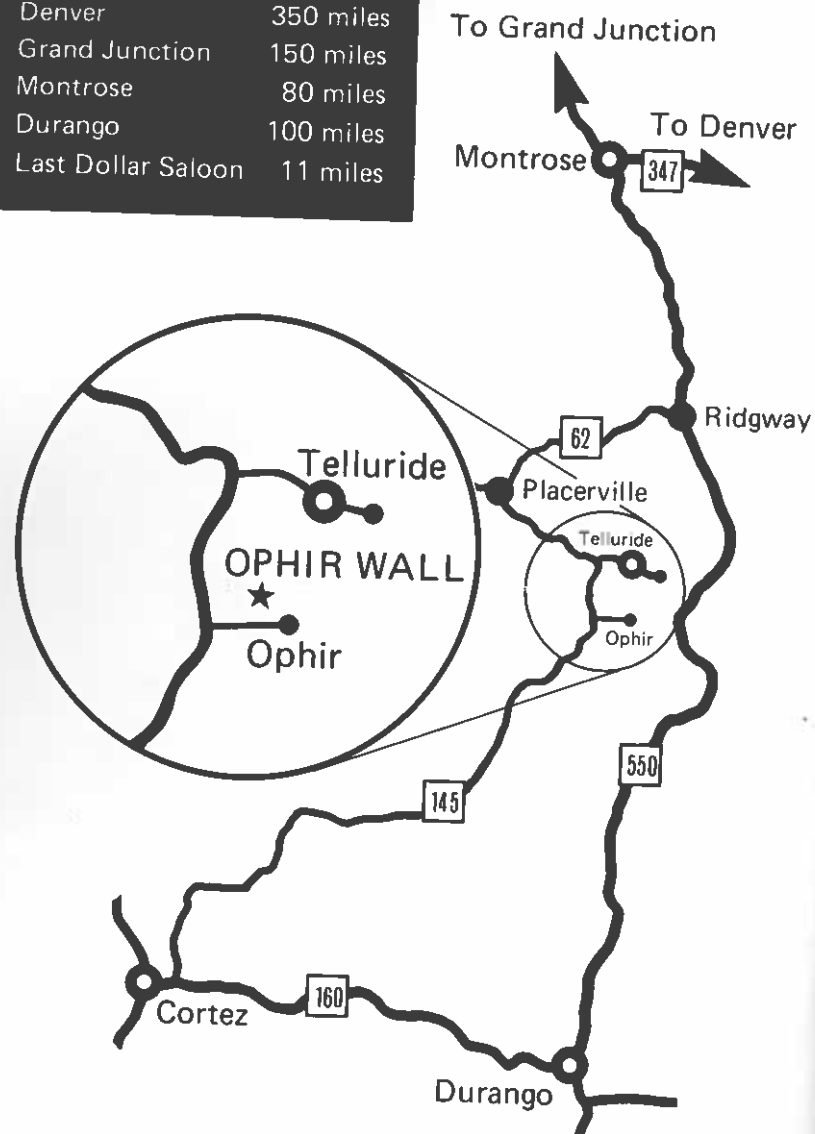 Denver 350 miles
Grand Junction 150 miles
Montrose 80 miles
Durango 100 miles
Last Dollar Saloon 11 miles
To Grand Junction
To Denver
Montrose
347
Ridgway
62
Placerville
Telluride
Ophir
Telluride
OPHIR WALL
Ophir
550
145
160
Cortez
Durango